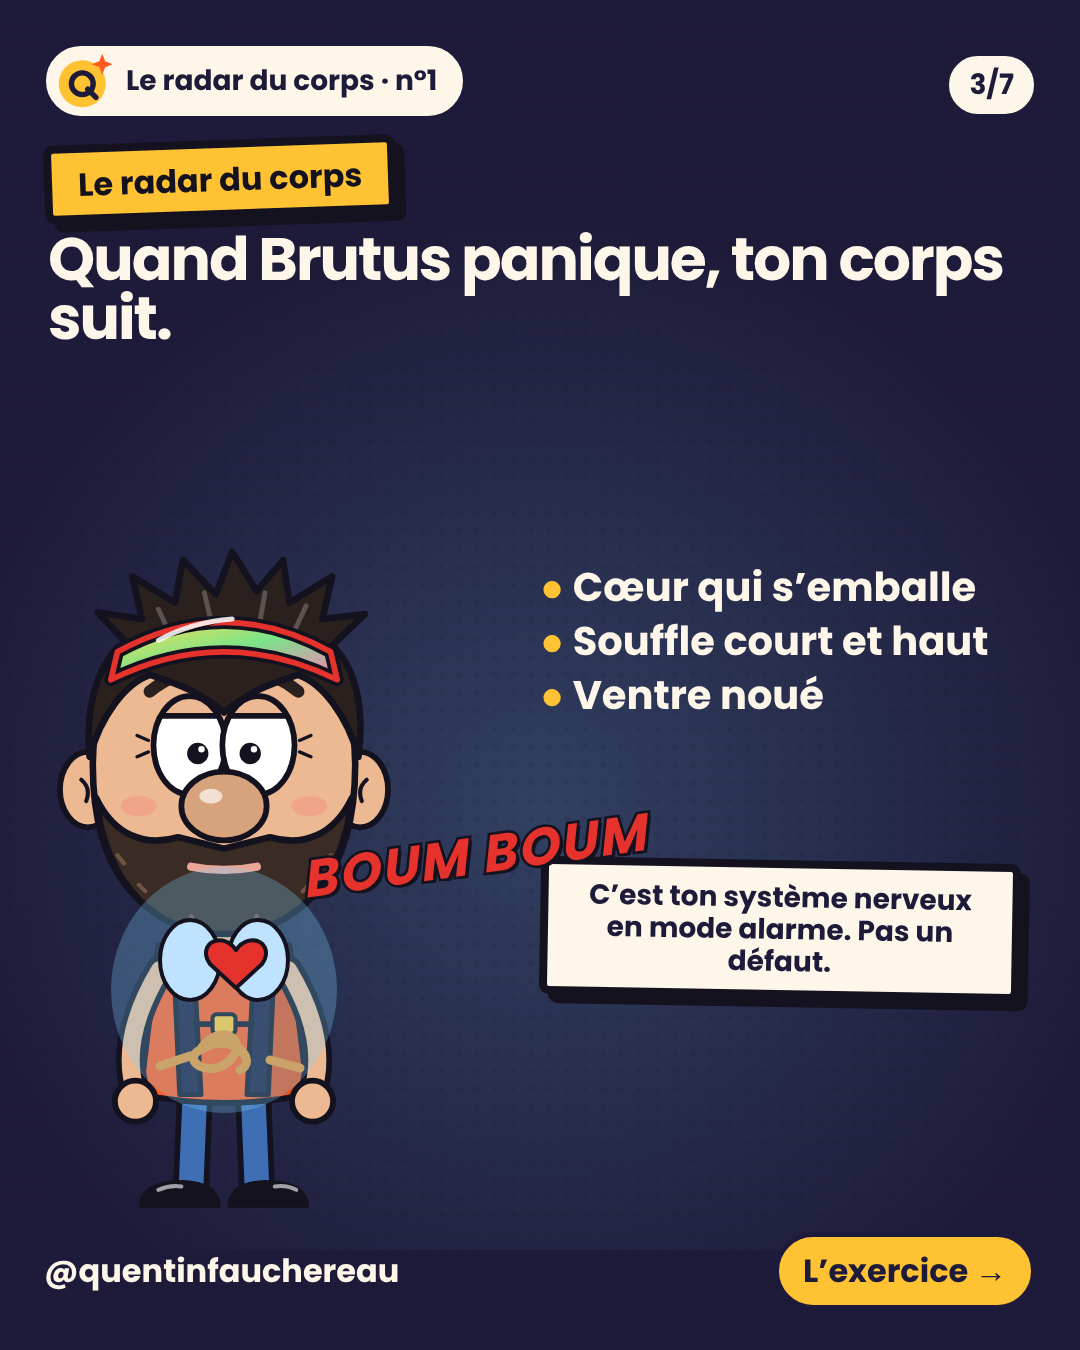 Q Le radar du corps · n°1
3/7
Le radar du corps
Quand Brutus panique, ton corps
suit.
• Cœur qui s’emballe
• Souffle court et haut
• Ventre noué
BOUM BOUM
C’est ton système nerveux
en mode alarme. Pas un
défaut.
@quentinfauchereau
L’exercice →